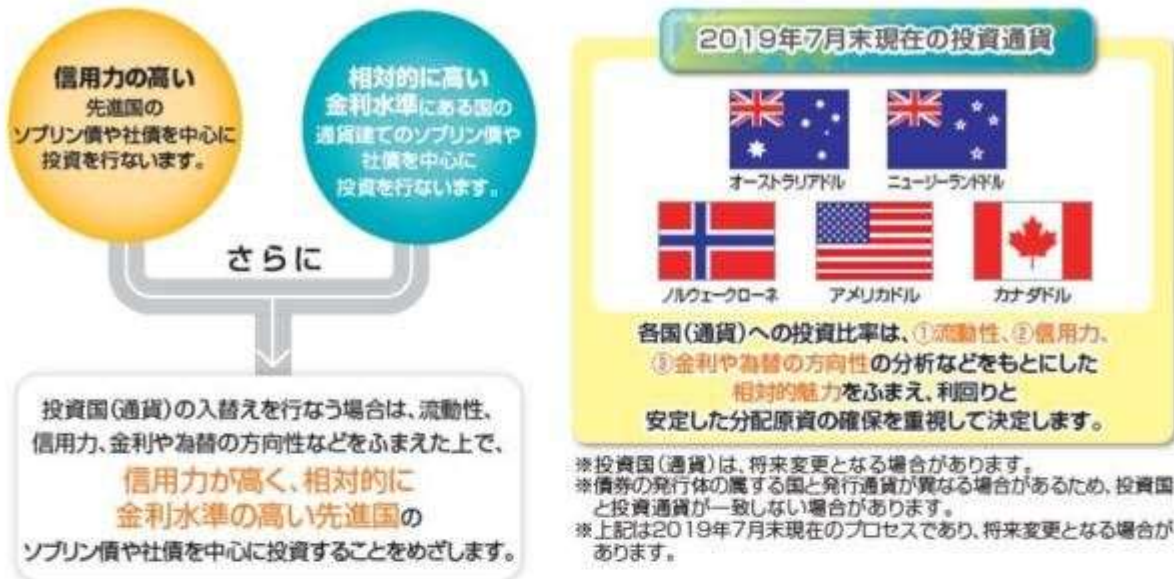 信用力の高い
先進国の
ソブリン債や社債を中心に
投資を行ないます。
相対的に高い
金利水準にある国の
通貨建てのソブリン債や
社債を中心に
投資を行ないます。
さらに
投資国(通貨)の入替えを行なう場合は、流動性、
信用力、金利や為替の方向性などをふまえた上で、
信用力が高く、相対的に
金利水準の高い先進国の
ソブリン債や社債を中心に投資することをめざします。
2019年7月末現在の投資通貨
オーストラリアドル
ニュージーランドドル
ノルウェークローネ
アメリカドル
カナダドル
各国(通貨)への投資比率は、①流動性、②信用力、
③金利や為替の方向性の分析などをもとにした
相対的魅力をふまえ、利回りと
安定した分配原資の確保を重視して決定します。
※投資国(通貨)は、将来変更となる場合があります。
※債券の発行体の属する国と発行通貨が異なる場合があるため、投資国
と投資通貨が一致しない場合があります。
※上記は2019年7月末現在のプロセスであり、将来変更となる場合が
あります。